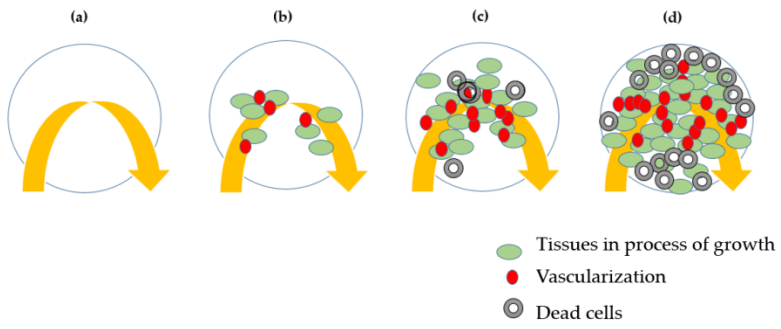 (a)
(b)
(c)
(d)
Tissues in process of growth
Vascularization
Dead cells